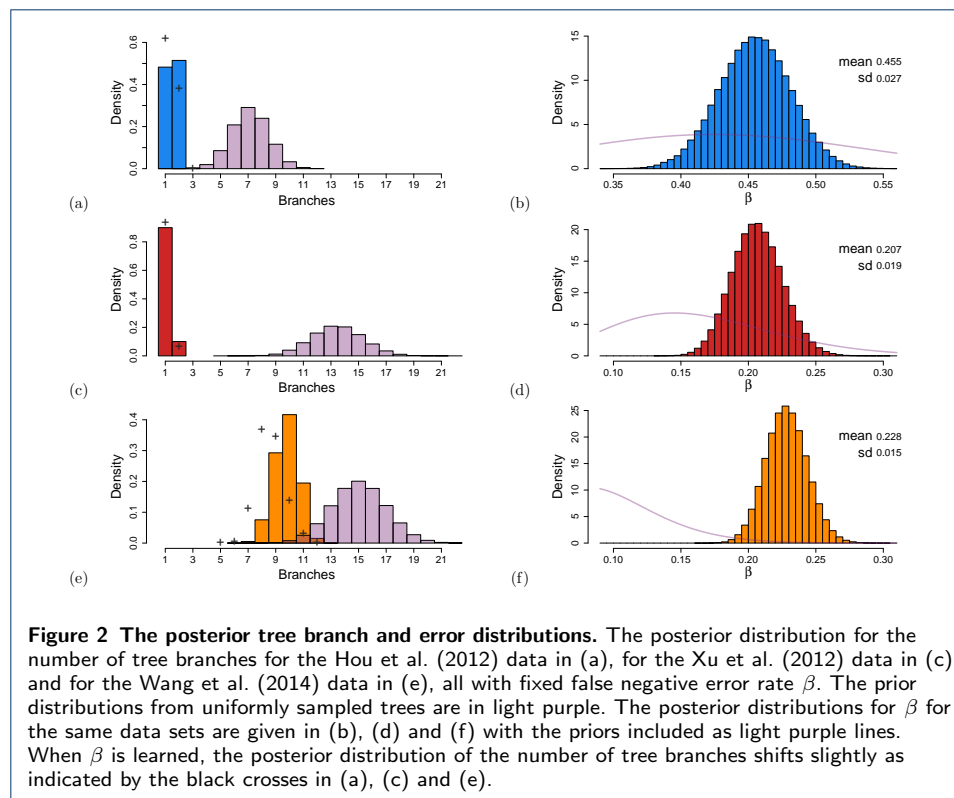 0.0 0.2 0.4 0.6
Density
1 3 5 7 9 11 13 15 17 19 21
Branches
(a)
0 5 10 15
Density
mean 0.455
sd 0.027
0.35 0.40 0.45 0.50 0.55
β
(b)
0.0 0.2 0.4 0.6 0.8
Density
1 3 5 7 9 11 13 15 17 19 21
Branches
(c)
0 5 10 15 20
Density
mean 0.207
sd 0.019
0.10 0.15 0.20 0.25 0.30
β
(d)
0.0 0.1 0.2 0.3 0.4
Density
1 3 5 7 9 11 13 15 17 19 21
Branches
(e)
0 5 10 15 20 25
Density
mean 0.228
sd 0.015
0.10 0.15 0.20 0.25 0.30
β
(f)
Figure 2 The posterior tree branch and error distributions. The posterior distribution for the
number of tree branches for the Hou et al. (2012) data in (a), for the Xu et al. (2012) data in (c)
and for the Wang et al. (2014) data in (e), all with fixed false negative error rate β. The prior
distributions from uniformly sampled trees are in light purple. The posterior distributions for β for
the same data sets are given in (b), (d) and (f) with the priors included as light purple lines.
When β is learned, the posterior distribution of the number of tree branches shifts slightly as
indicated by the black crosses in (a), (c) and (e).